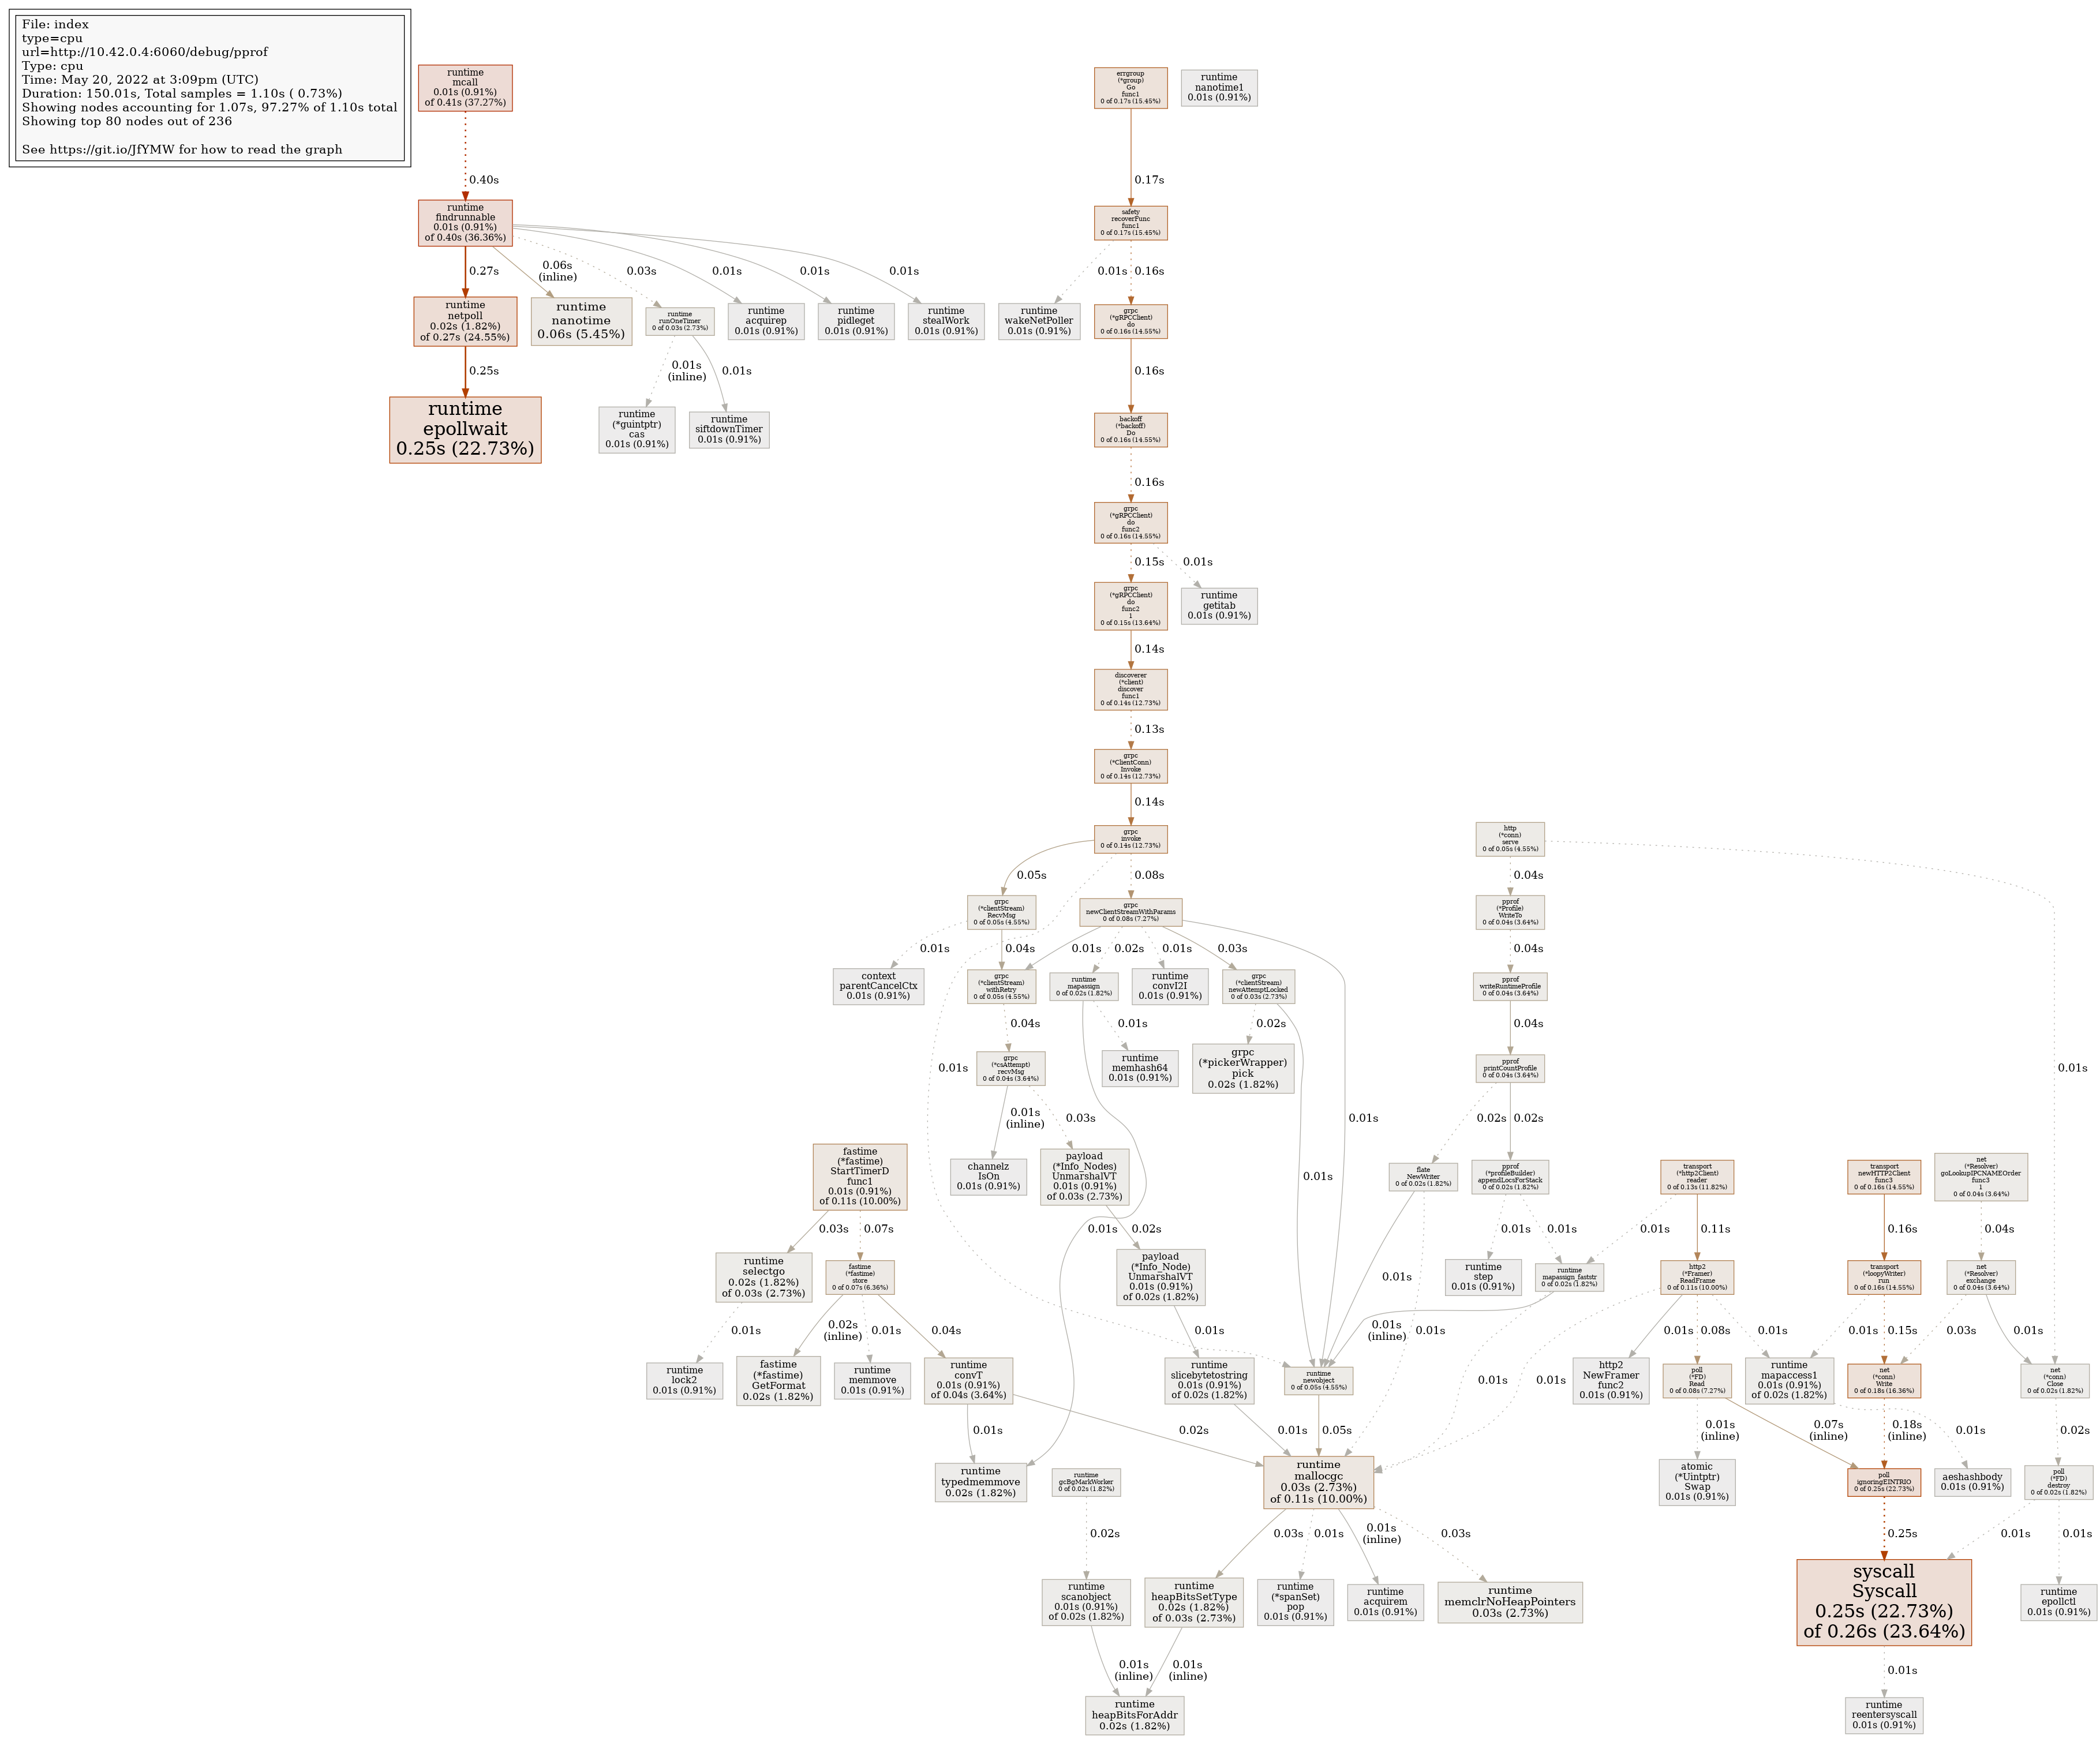 File: index
type=cpu
url=http://10.42.0.4:6060/debug/pprof
Type: cpu
Time: May 20, 2022 at 3:09pm (UTC)
Duration: 150.01s, Total samples = 1.10s ( 0.73%)
Showing nodes accounting for 1.07s, 97.27% of 1.10s total
Showing top 80 nodes out of 236
See https://git.io/JfYMW for how to read the graph
runtime
mcall
0.01s (0.91%)
of 0.41s (37.27%)
errgroup
(*group)
Go
func1
0 of 0.17s (15.45%)
runtime
nanotime1
0.01s (0.91%)
0.40s
0.17s
runtime
findrunnable
0.01s (0.91%)
of 0.40s (36.36%)
safety
recoverFunc
func1
0 of 0.17s (15.45%)
0.27s
0.06s
(inline)
0.03s
0.01s
0.01s
0.01s
0.01s
0.16s
runtime
netpoll
0.02s (1.82%)
of 0.27s (24.55%)
runtime
nanotime
0.06s (5.45%)
runtime
runOneTimer
0 of 0.03s (2.73%)
runtime
acquirep
0.01s (0.91%)
runtime
pidleget
0.01s (0.91%)
runtime
stealWork
0.01s (0.91%)
runtime
wakeNetPoller
0.01s (0.91%)
grpc
(*gRPCClient)
do
0 of 0.16s (14.55%)
0.25s
0.01s
(inline)
0.01s
0.16s
runtime
epollwait
0.25s (22.73%)
runtime
(*guintptr)
cas
0.01s (0.91%)
runtime
siftdownTimer
0.01s (0.91%)
backoff
(*backoff)
Do
0 of 0.16s (14.55%)
0.16s
grpc
(*gRPCClient)
do
func2
0 of 0.16s (14.55%)
0.15s
0.01s
grpc
(*gRPCClient)
do
func2
1
0 of 0.15s (13.64%)
runtime
getitab
0.01s (0.91%)
0.14s
discoverer
(*client)
discover
func1
0 of 0.14s (12.73%)
0.13s
grpc
(*ClientConn)
Invoke
0 of 0.14s (12.73%)
0.14s
grpc
invoke
0 of 0.14s (12.73%)
http
(*conn)
serve
0 of 0.05s (4.55%)
0.05s
0.08s
0.04s
grpc
(*clientStream)
RecvMsg
0 of 0.05s (4.55%)
grpc
newClientStreamWithParams
0 of 0.08s (7.27%)
pprof
(*Profile)
WriteTo
0 of 0.04s (3.64%)
0.01s
0.04s
0.01s
0.02s
0.01s
0.03s
0.04s
context
parentCancelCtx
0.01s (0.91%)
grpc
(*clientStream)
withRetry
0 of 0.05s (4.55%)
runtime
mapassign
0 of 0.02s (1.82%)
runtime
convI2I
0.01s (0.91%)
grpc
(*clientStream)
newAttemptLocked
0 of 0.03s (2.73%)
pprof
writeRuntimeProfile
0 of 0.04s (3.64%)
0.04s
0.01s
0.02s
0.04s
0.01s
grpc
(*csAttempt)
recvMsg
0 of 0.04s (3.64%)
runtime
memhash64
0.01s (0.91%)
grpc
(*pickerWrapper)
pick
0.02s (1.82%)
pprof
printCountProfile
0 of 0.04s (3.64%)
0.01s
0.01s
(inline)
0.03s
0.01s
0.02s
0.02s
fastime
(*fastime)
StartTimerD
func1
0.01s (0.91%)
of 0.11s (10.00%)
channelz
IsOn
0.01s (0.91%)
payload
(*Info_Nodes)
UnmarshalVT
0.01s (0.91%)
of 0.03s (2.73%)
0.01s
flate
NewWriter
0 of 0.02s (1.82%)
pprof
(*profileBuilder)
appendLocsForStack
0 of 0.02s (1.82%)
transport
(*http2Client)
reader
0 of 0.13s (11.82%)
transport
newHTTP2Client
func3
0 of 0.16s (14.55%)
net
(*Resolver)
goLookupIPCNAMEOrder
func3
1
0 of 0.04s (3.64%)
0.03s
0.07s
0.01s
0.02s
0.01s
0.01s
0.01s
0.11s
0.16s
0.04s
runtime
selectgo
0.02s (1.82%)
of 0.03s (2.73%)
fastime
(*fastime)
store
0 of 0.07s (6.36%)
payload
(*Info_Node)
UnmarshalVT
0.01s (0.91%)
of 0.02s (1.82%)
0.01s
runtime
step
0.01s (0.91%)
runtime
mapassign_faststr
0 of 0.02s (1.82%)
http2
(*Framer)
ReadFrame
0 of 0.11s (10.00%)
transport
(*loopyWriter)
run
0 of 0.16s (14.55%)
net
(*Resolver)
exchange
0 of 0.04s (3.64%)
0.01s
0.02s
(inline)
0.01s
0.04s
0.01s
0.01s
(inline)
0.01s
0.01s
0.08s
0.01s
0.01s
0.15s
0.03s
0.01s
runtime
lock2
0.01s (0.91%)
fastime
(*fastime)
GetFormat
0.02s (1.82%)
runtime
memmove
0.01s (0.91%)
runtime
convT
0.01s (0.91%)
of 0.04s (3.64%)
runtime
slicebytetostring
0.01s (0.91%)
of 0.02s (1.82%)
runtime
newobject
0 of 0.05s (4.55%)
0.01s
0.01s
http2
NewFramer
func2
0.01s (0.91%)
poll
(*FD)
Read
0 of 0.08s (7.27%)
runtime
mapaccess1
0.01s (0.91%)
of 0.02s (1.82%)
net
(*conn)
Write
0 of 0.18s (16.36%)
net
(*conn)
Close
0 of 0.02s (1.82%)
0.01s
0.02s
0.01s
0.05s
0.01s
(inline)
0.07s
(inline)
0.18s
(inline)
0.01s
0.02s
runtime
typedmemmove
0.02s (1.82%)
runtime
gcBgMarkWorker
0 of 0.02s (1.82%)
runtime
mallocgc
0.03s (2.73%)
of 0.11s (10.00%)
atomic
(*Uintptr)
Swap
0.01s (0.91%)
poll
ignoringEINTRIO
0 of 0.25s (22.73%)
aeshashbody
0.01s (0.91%)
poll
(*FD)
destroy
0 of 0.02s (1.82%)
0.02s
0.03s
0.01s
0.01s
(inline)
0.03s
0.25s
0.01s
0.01s
runtime
scanobject
0.01s (0.91%)
of 0.02s (1.82%)
runtime
heapBitsSetType
0.02s (1.82%)
of 0.03s (2.73%)
runtime
(*spanSet)
pop
0.01s (0.91%)
runtime
acquirem
0.01s (0.91%)
runtime
memclrNoHeapPointers
0.03s (2.73%)
syscall
Syscall
0.25s (22.73%)
of 0.26s (23.64%)
runtime
epollctl
0.01s (0.91%)
0.01s
(inline)
0.01s
(inline)
0.01s
runtime
heapBitsForAddr
0.02s (1.82%)
runtime
reentersyscall
0.01s (0.91%)